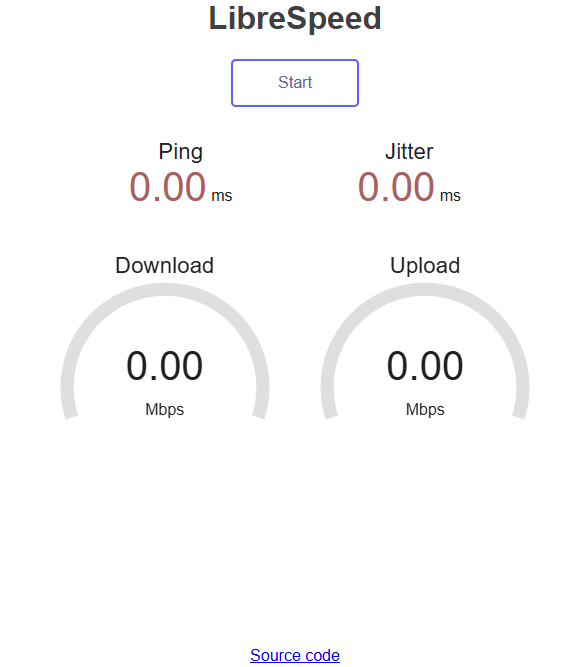 LibreSpeed
Start
Ping
0.00 ms
Jitter
0.00 ms
Download
0.00
Mbps
Upload
0.00
Mbps
Source code